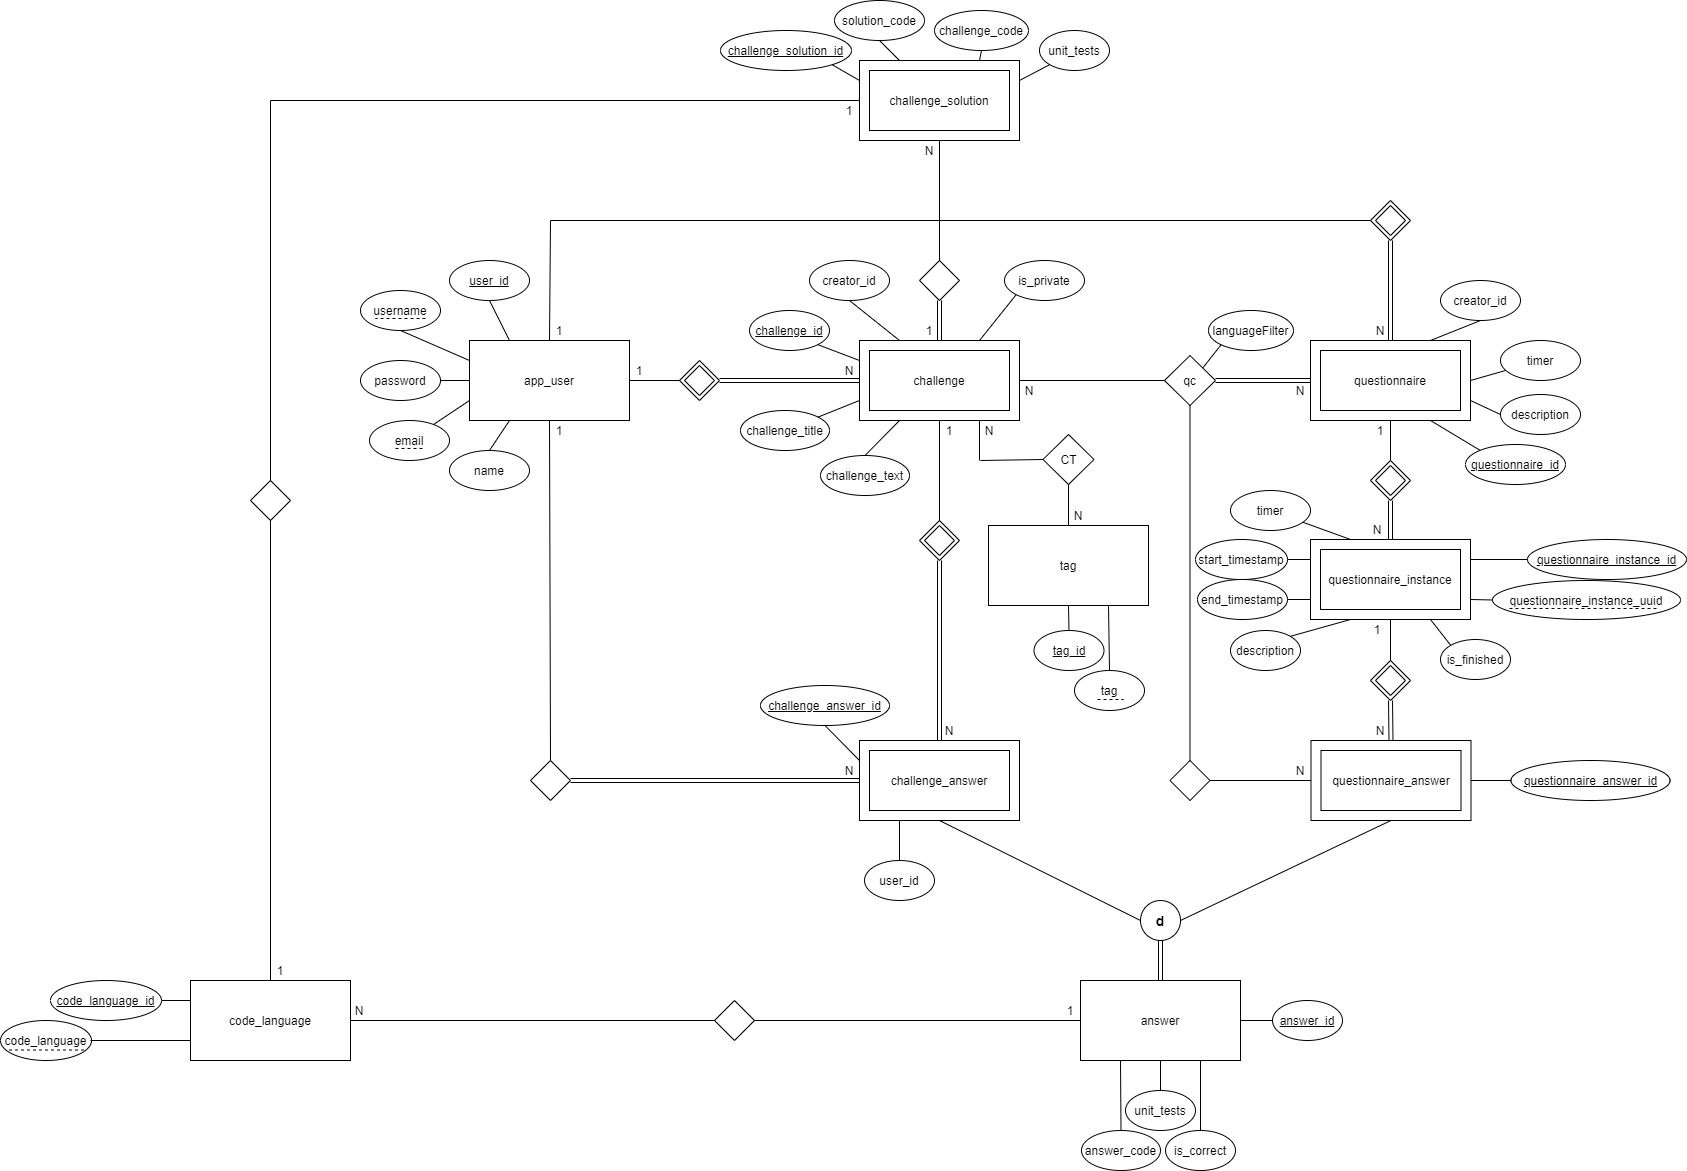 solution_code
challenge_code
challenge_solution_id
unit_tests
challenge_solution
1
N
user_id
creator_id
is_private
creator_id
username
challenge_id
languageFilter
1
1
N
timer
password
app_user
1
N
challenge
N
qc
N
questionnaire
description
challenge_title
email
1
1
N
1
name
challenge_text
CT
questionnaire_id
timer
N
N
start_timestamp
questionnaire_instance_id
tag
questionnaire_instance
end_timestamp
questionnaire_instance_uuid
1
tag_id
description
is_finished
tag
challenge_answer_id
N
N
N
N
challenge_answer
questionnaire_answer
questionnaire_answer_id
user_id
d
1
code_language_id
N
1
code_language
answer
answer_id
code_language
unit_tests
answer_code
is_correct